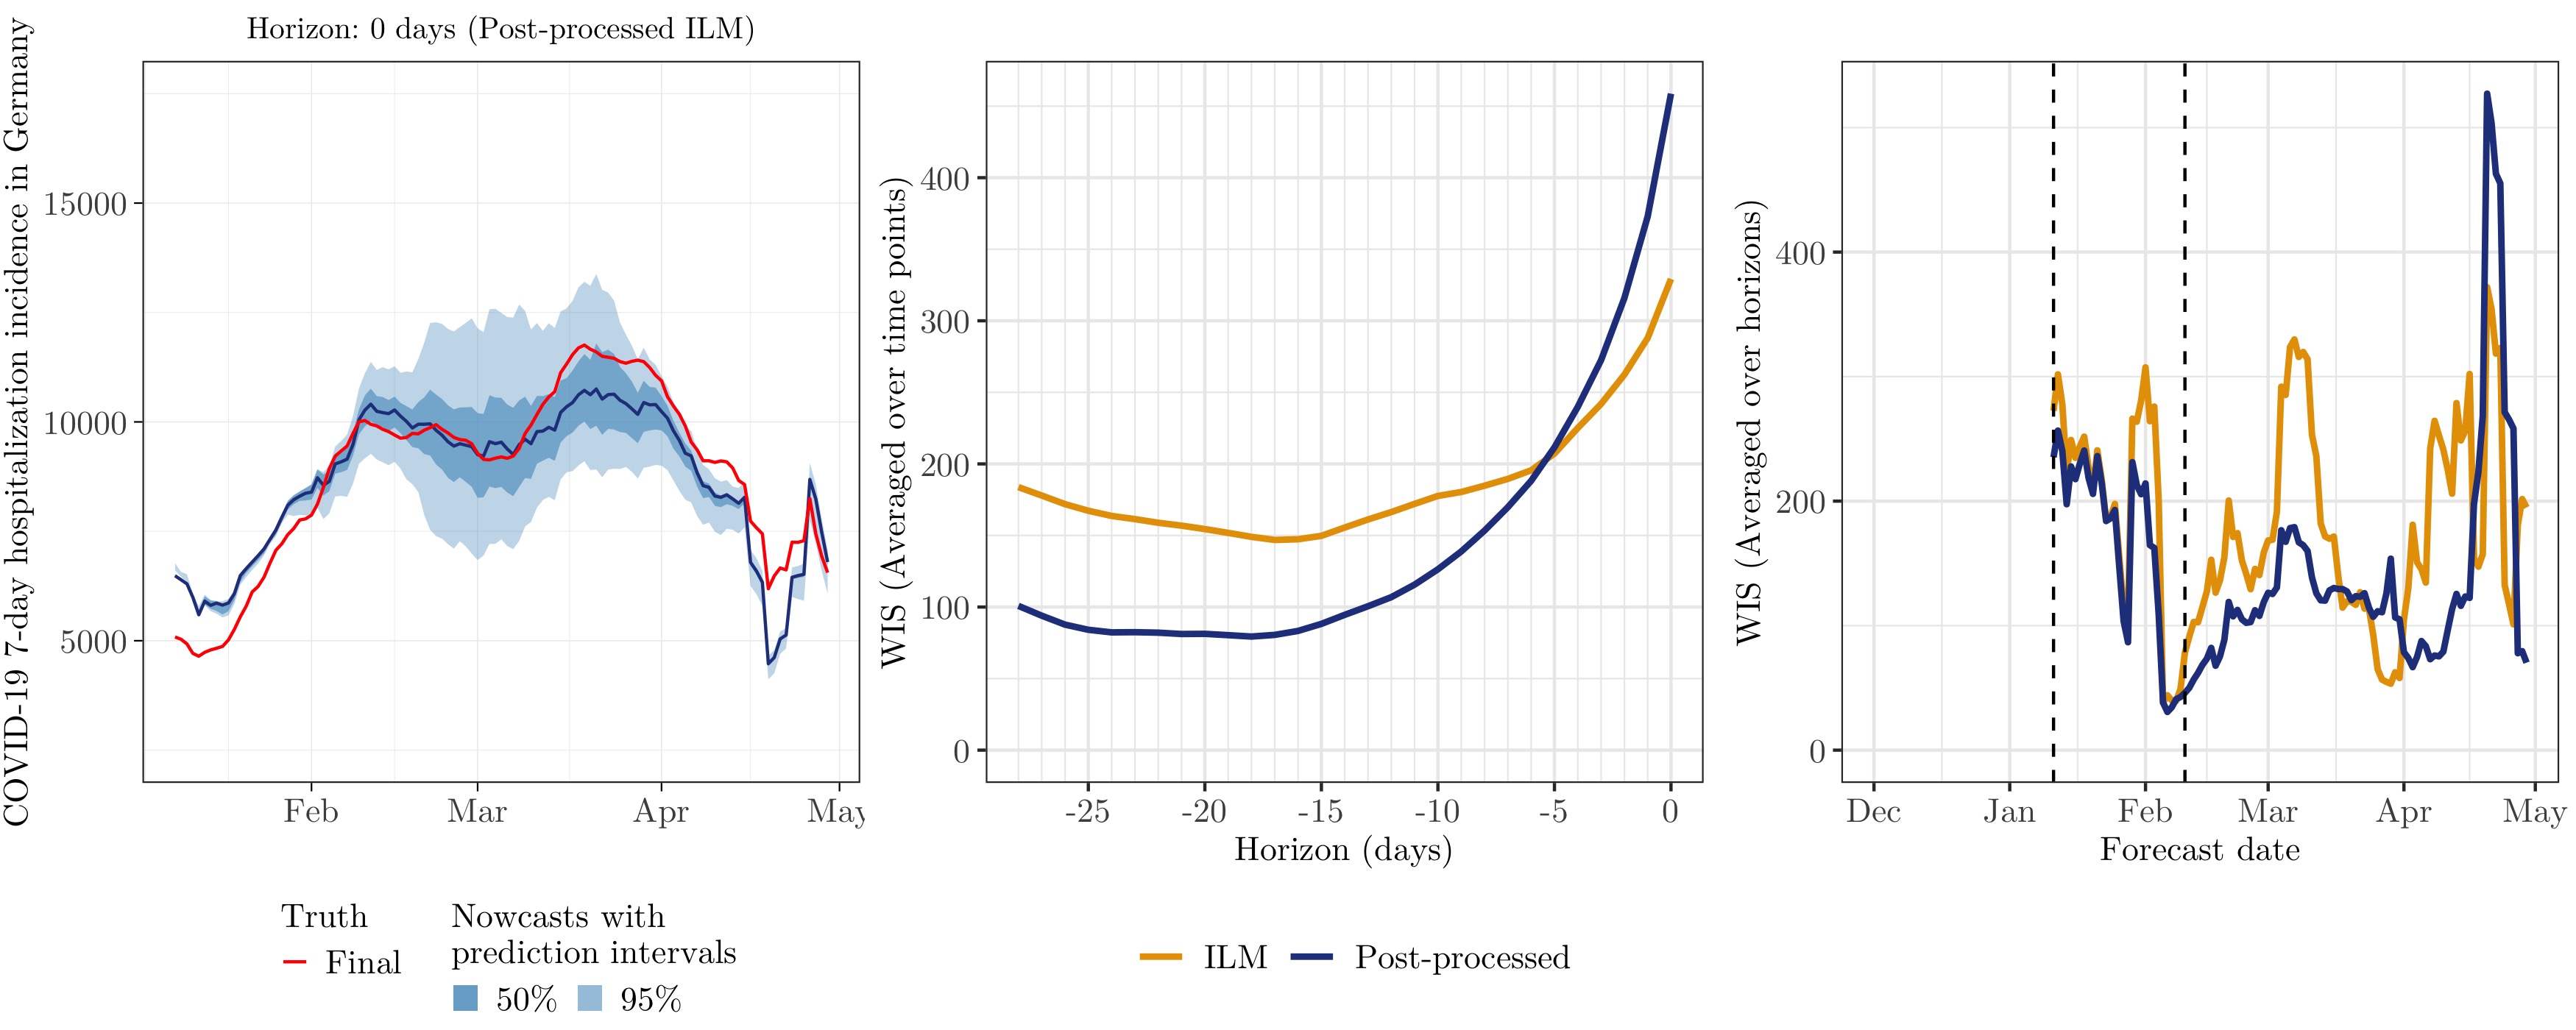 Horizon: 0 days (Post-processed ILM)
COVID-19 7-day hospitalization incidence in Germany
15000
10000
5000
Feb Mar Apr May
Truth
Final
Nowcasts with
prediction intervals
50% 95%
WIS (Averaged over time points)
400
300
200
100
0
-25 -20 -15 -10 -5 0
Horizon (days)
ILM Post-processed
WIS (Averaged over horizons)
400
200
0
Dec Jan Feb Mar Apr May
Forecast date